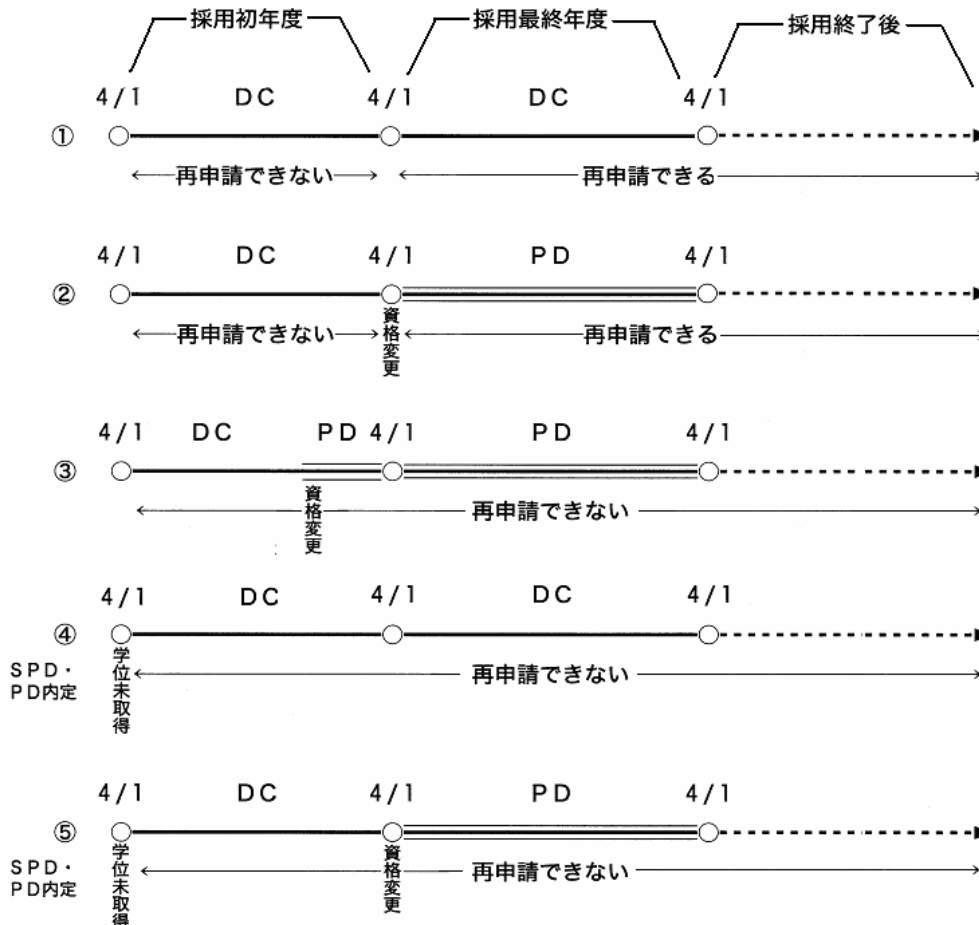 採用初年度 採用最終年度 採用終了後
4/1 DC 4/1 DC 4/1
①
再申請できない 再申請できる
4/1 DC 4/1 PD 4/1
②
資格変更
再申請できない 再申請できる
4/1 DC PD 4/1 PD 4/1
③
資格変更
再申請できない
4/1 DC 4/1 DC 4/1
④
学位未取得
SPD・
PD内定
再申請できない
4/1 DC 4/1 PD 4/1
⑤
学位未取得
資格変更
SPD・
PD内定
再申請できない